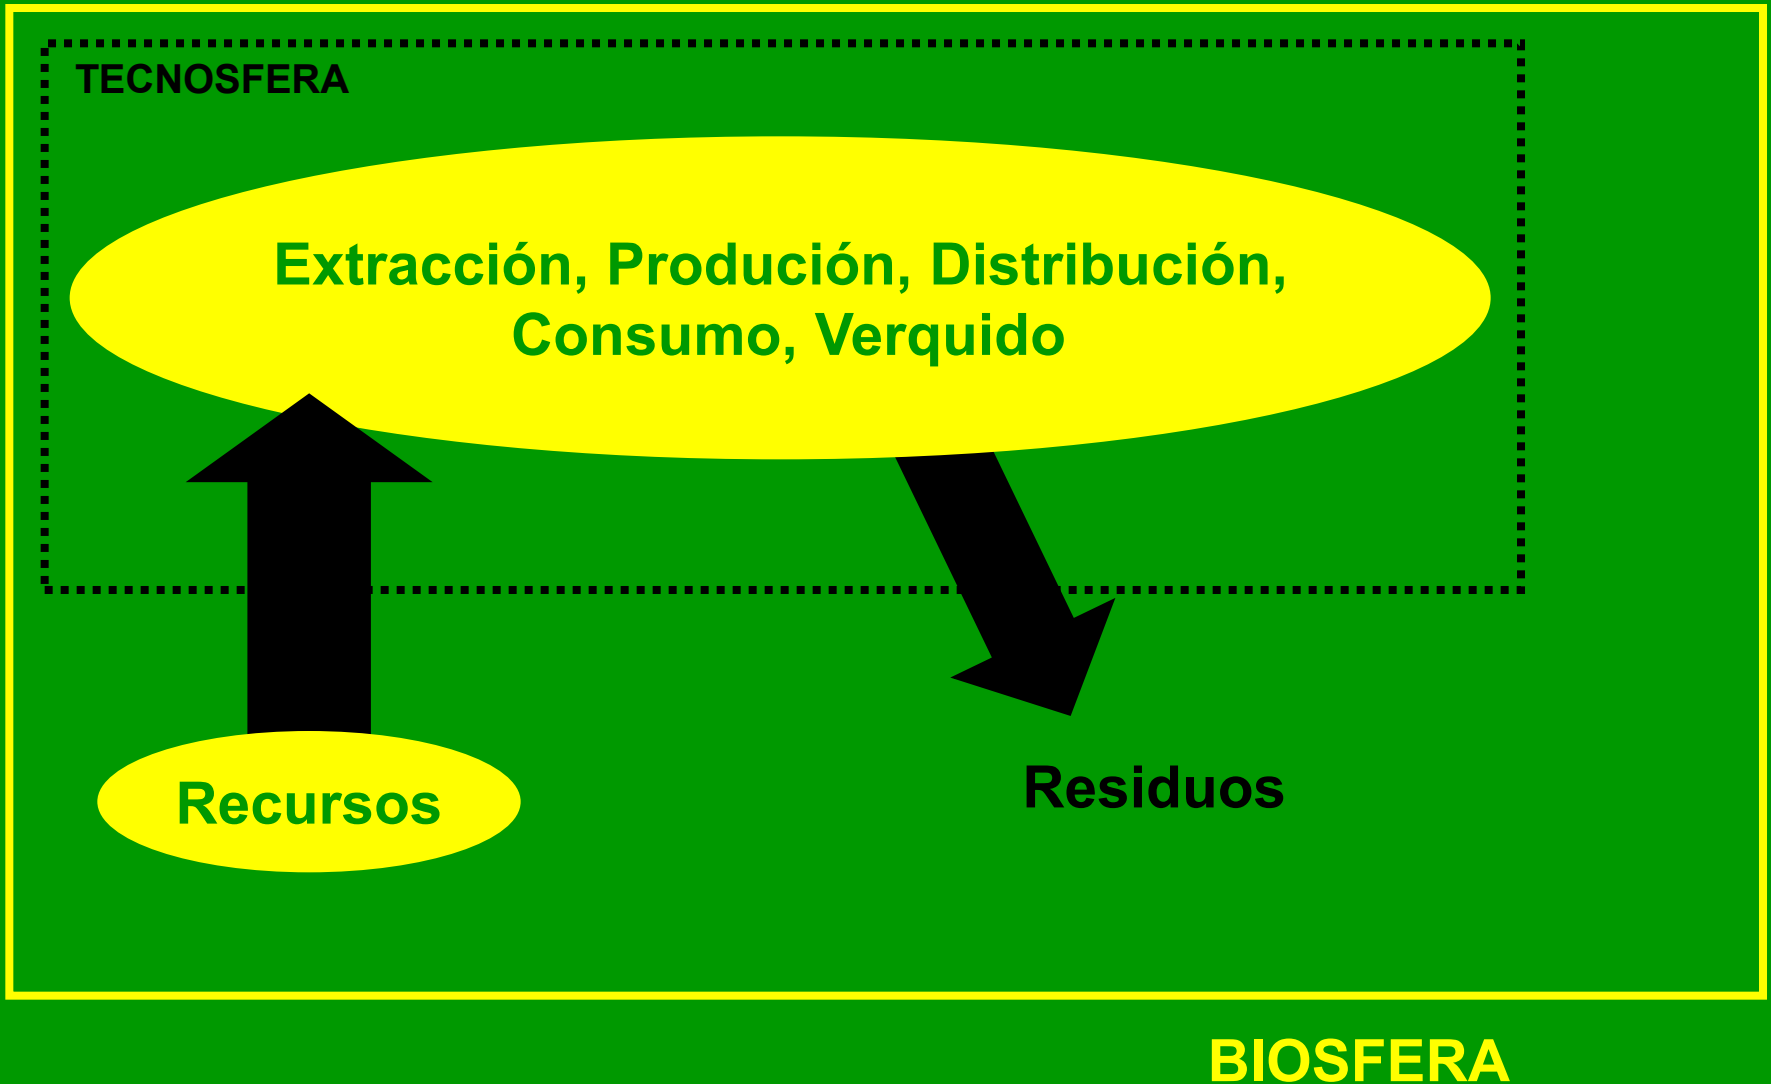 TECNOSFERA
Extracción, Produción, Distribución,
Consumo, Verquido
Recursos
Residuos
BIOSFERA